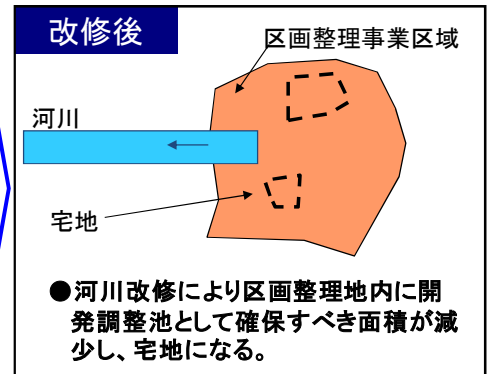 改修後
区画整理事業区域
河川
宅地
●河川改修により区画整理地内に開
発調整池として確保すべき面積が減
少し、宅地になる。